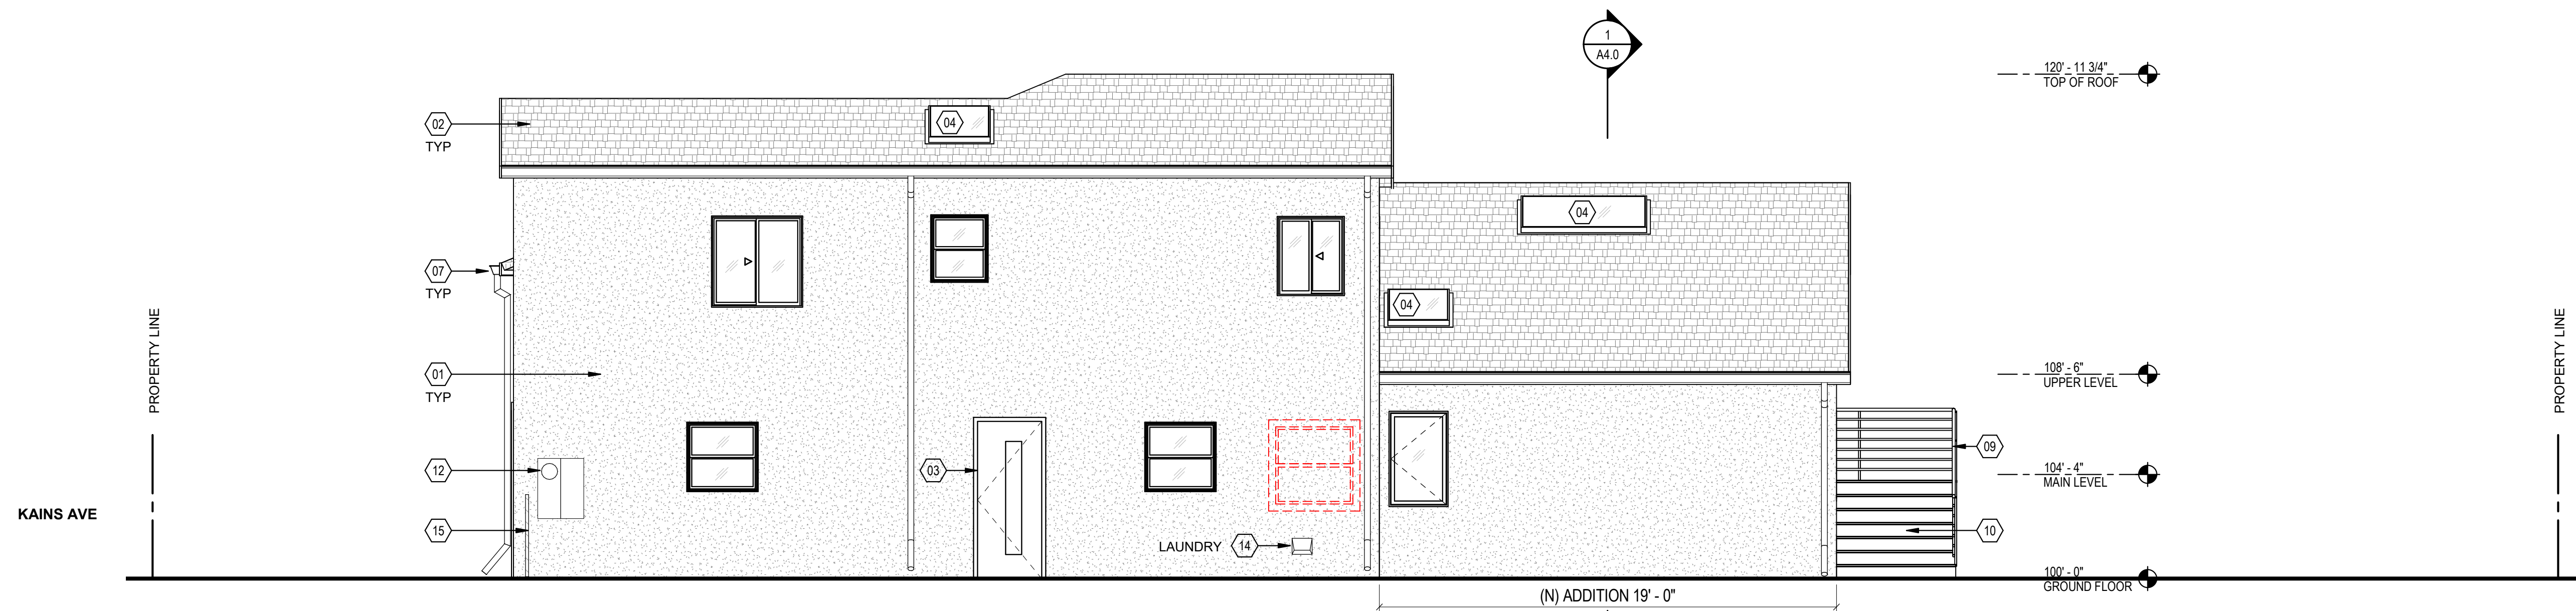 1
A4.0
120' - 11 3/4"
TOP OF ROOF
02
TYP
04
04
07
TYP
04
PROPERTY LINE
PROPERTY LINE
01
TYP
108' - 6"
UPPER LEVEL
12
03
09
104' - 4"
MAIN LEVEL
KAINS AVE
15
LAUNDRY 14
10
100' - 0"
GROUND FLOOR
(N) ADDITION 19' - 0"